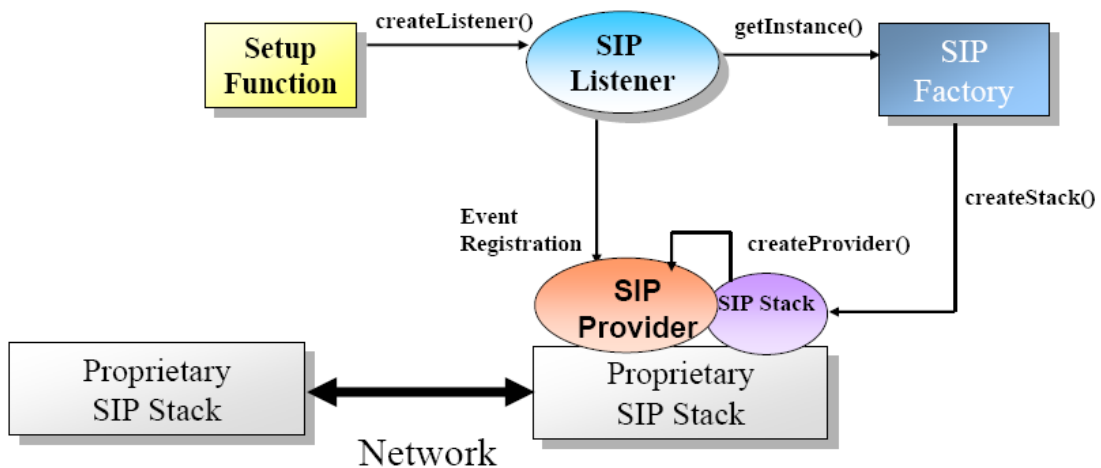 createListener()
Setup
Function
SIP
Listener
getInstance()
SIP
Factory
createStack()
Event
Registration
createProvider()
SIP
Provider
SIP Stack
Proprietary
SIP Stack
Proprietary
SIP Stack
Network